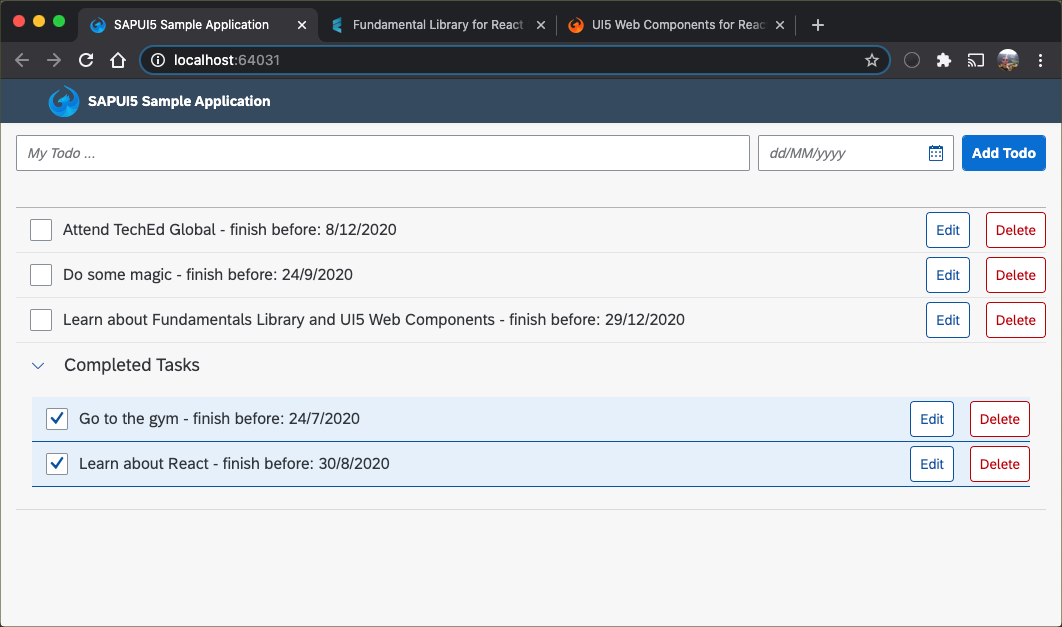 SAPUI5 Sample Application
Fundamental Library for React
UI5 Web Components for Reac
localhost:64031
SAPUI5 Sample Application
My Todo ...
dd/MM/yyyy
Add Todo
Attend TechEd Global - finish before: 8/12/2020
Edit
Delete
Do some magic - finish before: 24/9/2020
Edit
Delete
Learn about Fundamentals Library and UI5 Web Components - finish before: 29/12/2020
Edit
Delete
Completed Tasks
Go to the gym - finish before: 24/7/2020
Edit
Delete
Learn about React - finish before: 30/8/2020
Edit
Delete